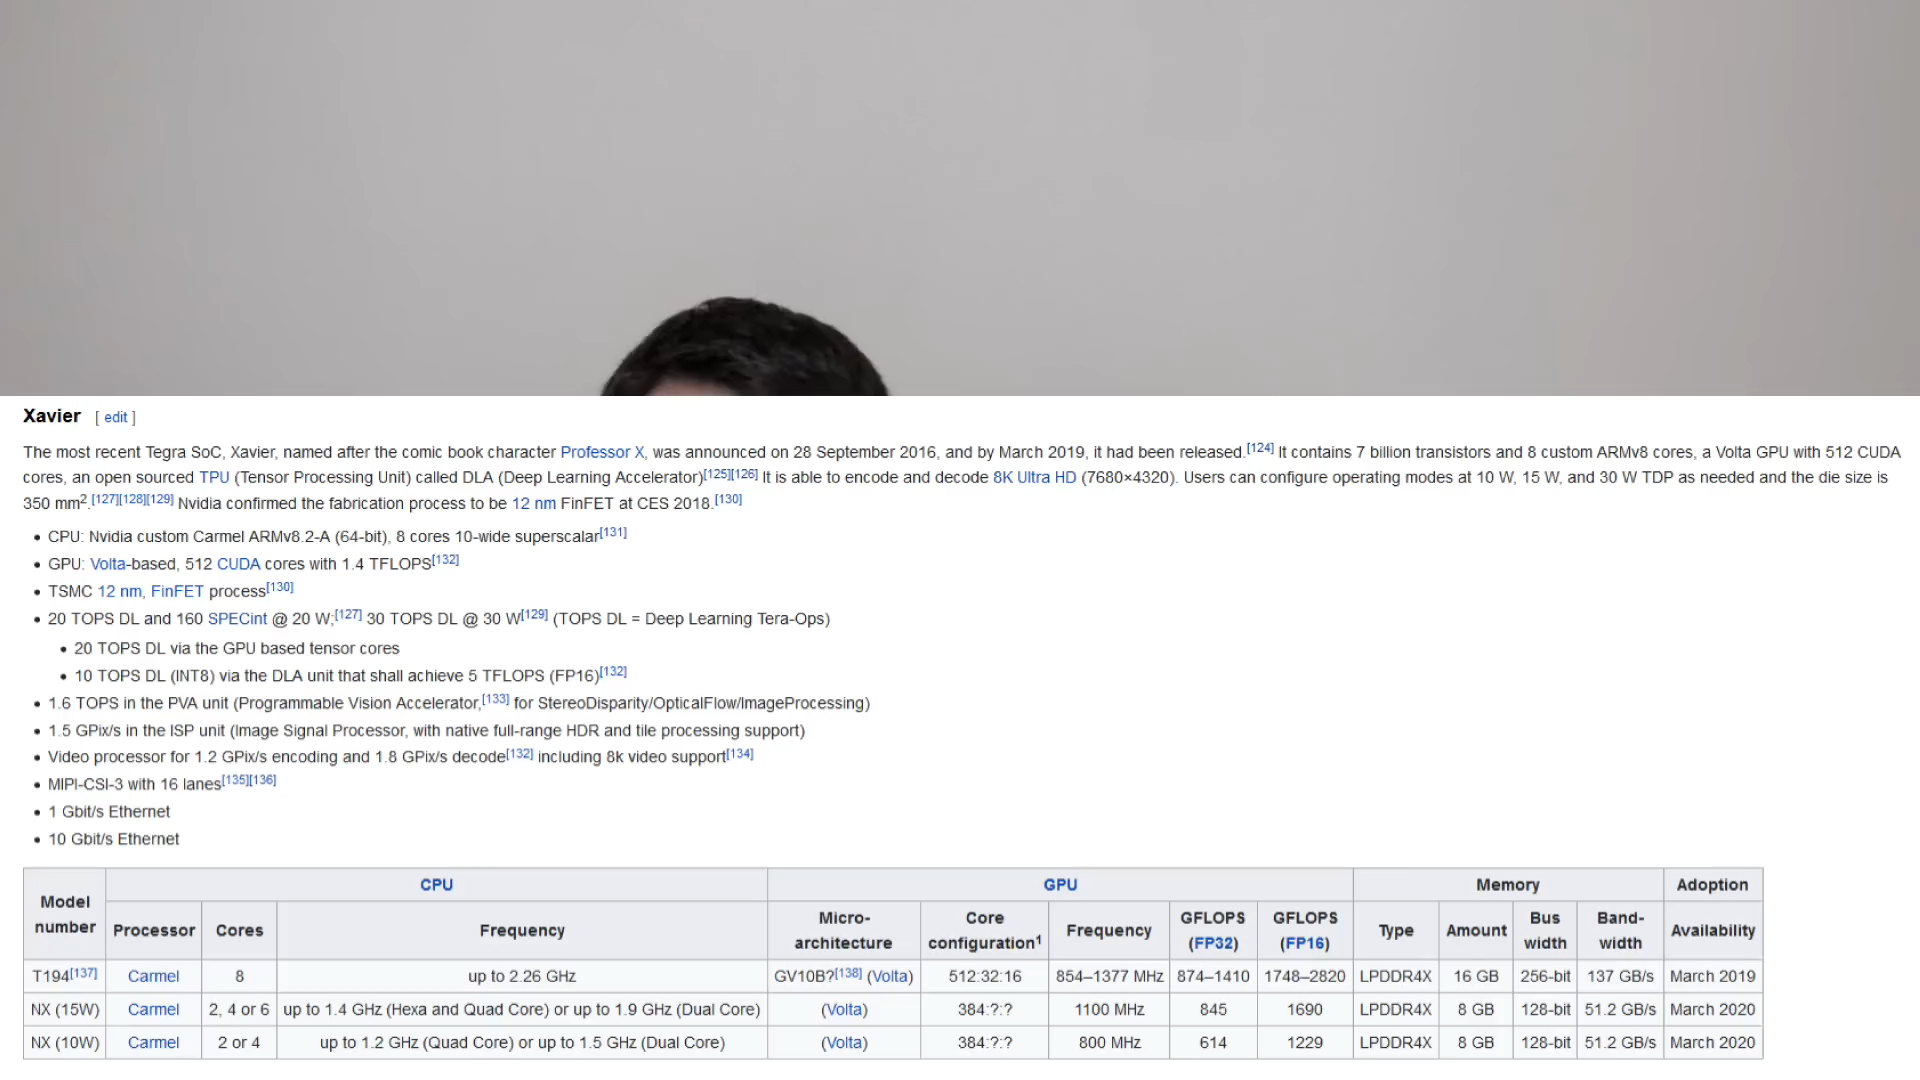 Xavier [ edit ]
The most recent Tegra SoC, Xavier, named after the comic book character Professor X, was announced on 28 September 2016, and by March 2019, it had been released.[124] It contains 7 billion transistors and 8 custom ARMv8 cores, a Volta GPU with 512 CUDA
cores, an open sourced TPU (Tensor Processing Unit) called DLA (Deep Learning Accelerator)[125][126] It is able to encode and decode 8K Ultra HD (7680×4320). Users can configure operating modes at 10 W, 15 W, and 30 W TDP as needed and the die size is
350 mm².[127][128][129] Nvidia confirmed the fabrication process to be 12 nm FinFET at CES 2018.[130]
• CPU: Nvidia custom Carmel ARMv8.2-A (64-bit), 8 cores 10-wide superscalar[131]
• GPU: Volta-based, 512 CUDA cores with 1.4 TFLOPS[132]
• TSMC 12 nm, FinFET process[130]
• 20 TOPS DL and 160 SPECint @ 20 W;[127] 30 TOPS DL @ 30 W[129] (TOPS DL = Deep Learning Tera-Ops)
• 20 TOPS DL via the GPU based tensor cores
• 10 TOPS DL (INT8) via the DLA unit that shall achieve 5 TFLOPS (FP16)[132]
• 1.6 TOPS in the PVA unit (Programmable Vision Accelerator,[133] for StereoDisparity/OpticalFlow/ImageProcessing)
• 1.5 GPix/s in the ISP unit (Image Signal Processor, with native full-range HDR and tile processing support)
• Video processor for 1.2 GPix/s encoding and 1.8 GPix/s decode[132] including 8k video support[134]
• MIPI-CSI-3 with 16 lanes[135][136]
• 1 Gbit/s Ethernet
• 10 Gbit/s Ethernet
Model number CPU GPU Memory Adoption
Processor Cores Frequency Micro-architecture Core configuration¹ Frequency GFLOPS (FP32) GFLOPS (FP16) Type Amount Bus width Band-width Availability
T194[137] Carmel 8 up to 2.26 GHz GV10B?[138] (Volta) 512:32:16 854–1377 MHz 874–1410 1748–2820 LPDDR4X 16 GB 256-bit 137 GB/s March 2019
NX (15W) Carmel 2, 4 or 6 up to 1.4 GHz (Hexa and Quad Core) or up to 1.9 GHz (Dual Core) (Volta) 384:?:? 1100 MHz 845 1690 LPDDR4X 8 GB 128-bit 51.2 GB/s March 2020
NX (10W) Carmel 2 or 4 up to 1.2 GHz (Quad Core) or up to 1.5 GHz (Dual Core) (Volta) 384:?:? 800 MHz 614 1229 LPDDR4X 8 GB 128-bit 51.2 GB/s March 2020